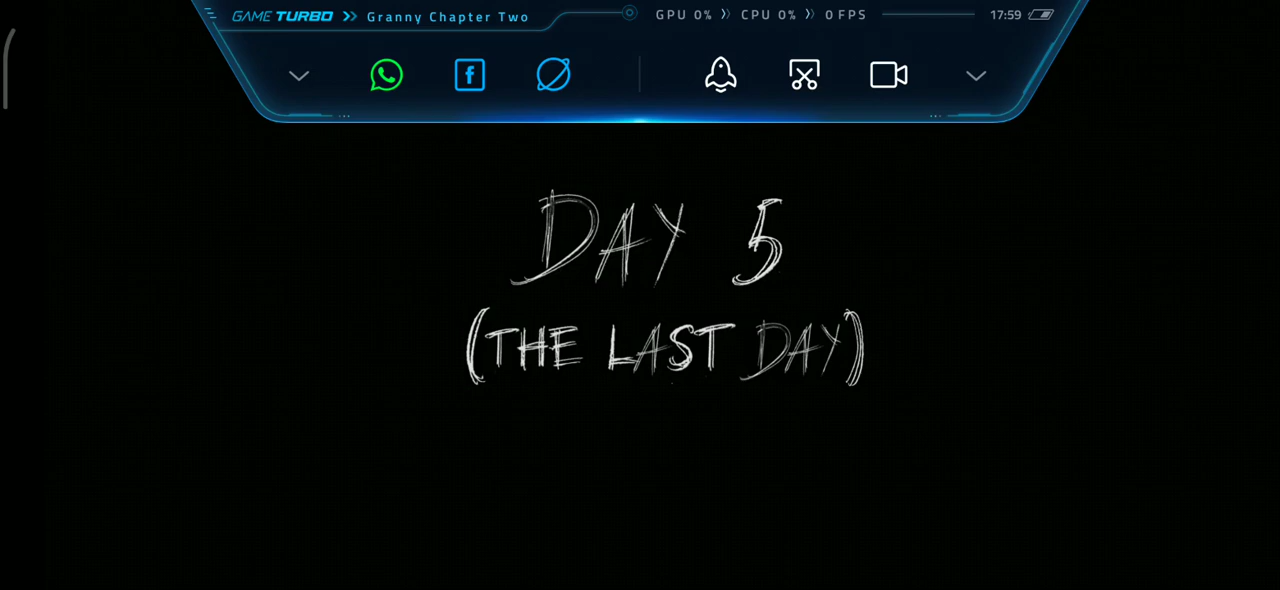 GAME TURBO Granny Chapter Two GPU 0% CPU 0% 0 FPS 17:59
DAY 5
(THE LAST DAY)